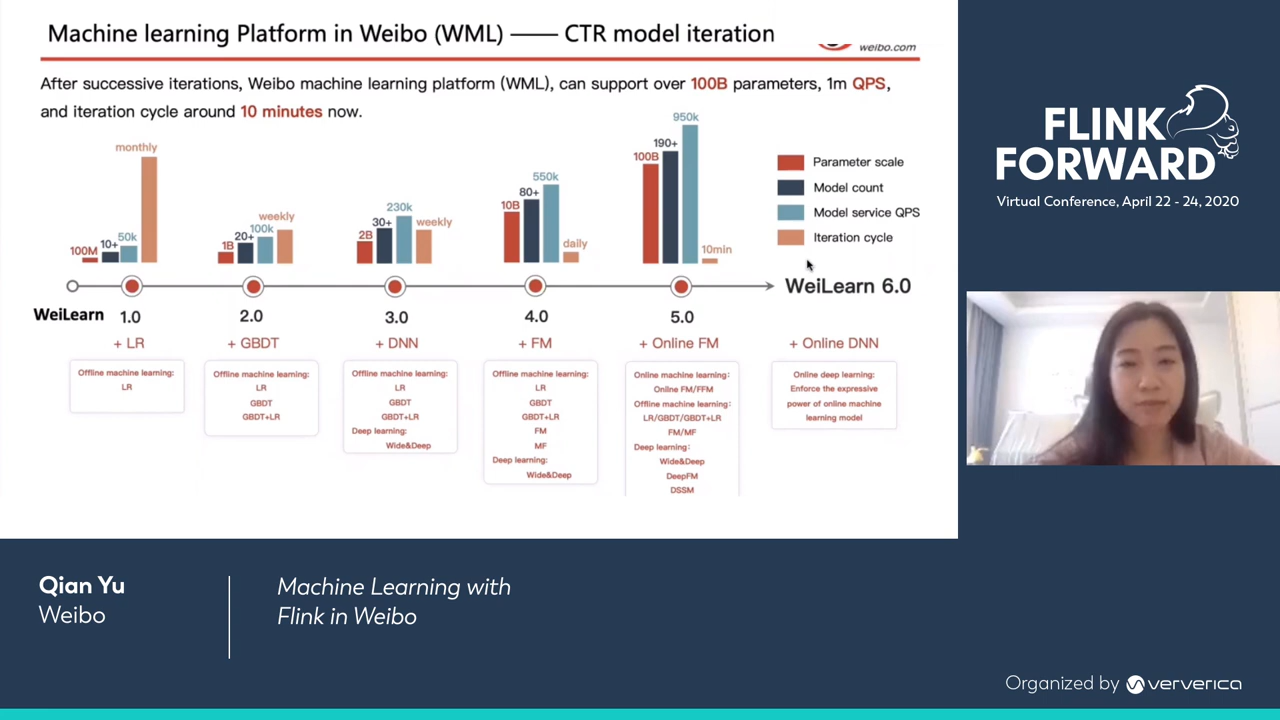 Machine learning Platform in Weibo (WML) —— CTR model iteration
weibo.com
After successive iterations, Weibo machine learning platform (WML), can support over 100B parameters, 1m QPS,
and iteration cycle around 10 minutes now.
monthly
100M
10+
50k
weekly
1B
20+
100k
230k
2B
30+
weekly
550k
10B
80+
daily
950k
100B
190+
10min
Parameter scale
Model count
Model service QPS
Iteration cycle
WeiLearn 6.0
WeiLearn 1.0 2.0 3.0 4.0 5.0
+ LR
+ GBDT
+ DNN
+ FM
+ Online FM
+ Online DNN
Offline machine learning:
LR
Offline machine learning:
LR
GBDT
GBDT+LR
Offline machine learning:
LR
GBDT
GBDT+LR
Deep learning:
Wide&Deep
Offline machine learning:
LR
GBDT
GBDT+LR
FM
MF
Deep learning:
Wide&Deep
Online machine learning:
Online FM/FFM
Offline machine learning:
LR/GBDT/GBDT+LR
FM/MF
Deep learning:
Wide&Deep
DeepFM
DSSM
Online deep learning:
Enforce the expressive
power of online machine
learning model
FLINK
FORWARD
Virtual Conference, April 22 - 24, 2020
Qian Yu
Weibo
Machine Learning with
Flink in Weibo
Organized by ververica